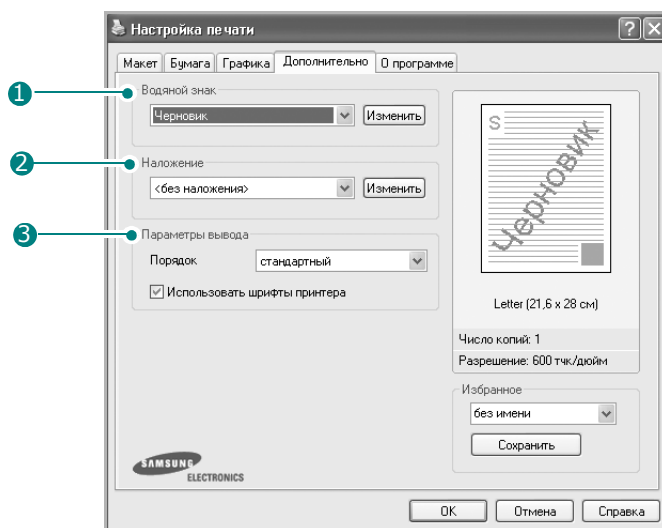 Настройка печати
Макет Бумага Графика Дополнительно О программе
1
Водяной знак
Черновик Изменить
2
Наложение
<без наложения> Изменить
3
Параметры вывода
Порядок стандартный
Использовать шрифты принтера
S
Черновик
Letter (21,6 x 28 см)
Число копий: 1
Разрешение: 600 тчк/дюйм
Избранное
без имени
Сохранить
SAMSUNG
ELECTRONICS
OK Отмена Справка